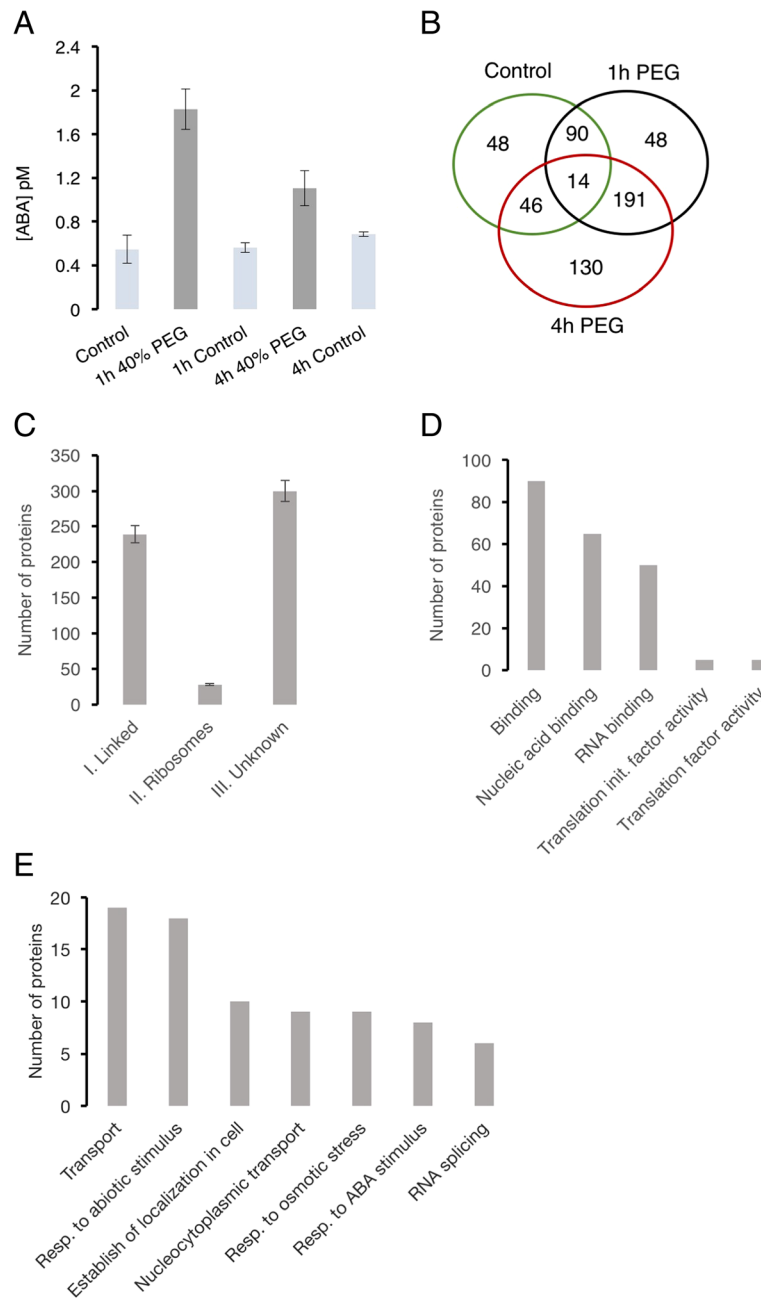 A
2.4
2
1.6
1.2
0.8
0.4
0
[ABA] pM
Control
1h 40% PEG
1h Control
4h 40% PEG
4h Control
B
Control
1h PEG
48
90
48
14
46
191
130
4h PEG
C
350
300
250
200
150
100
50
0
Number of proteins
I. Linked
II. Ribosomes
III. Unknown
D
100
80
60
40
20
0
Number of proteins
Binding
Nucleic acid binding
RNA binding
Translation init. factor activity
Translation factor activity
E
20
15
10
5
0
Number of proteins
Transport
Resp. to abiotic stimulus
Establish of localization in cell
Nucleocytoplasmic transport
Resp. to osmotic stress
Resp. to ABA stimulus
RNA splicing